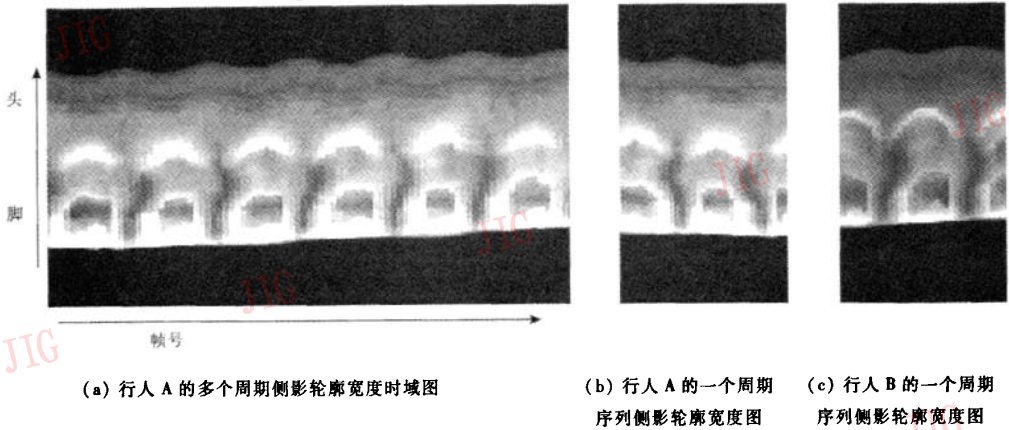 JIG
头
JIG
JIG
脚
JIG
JIG
JIG
帧号
(a) 行人 A 的多个周期侧影轮廓宽度时域图
(b) 行人 A 的一个周期
序列侧影轮廓宽度图
(c) 行人 B 的一个周期
序列侧影轮廓宽度图
JIG